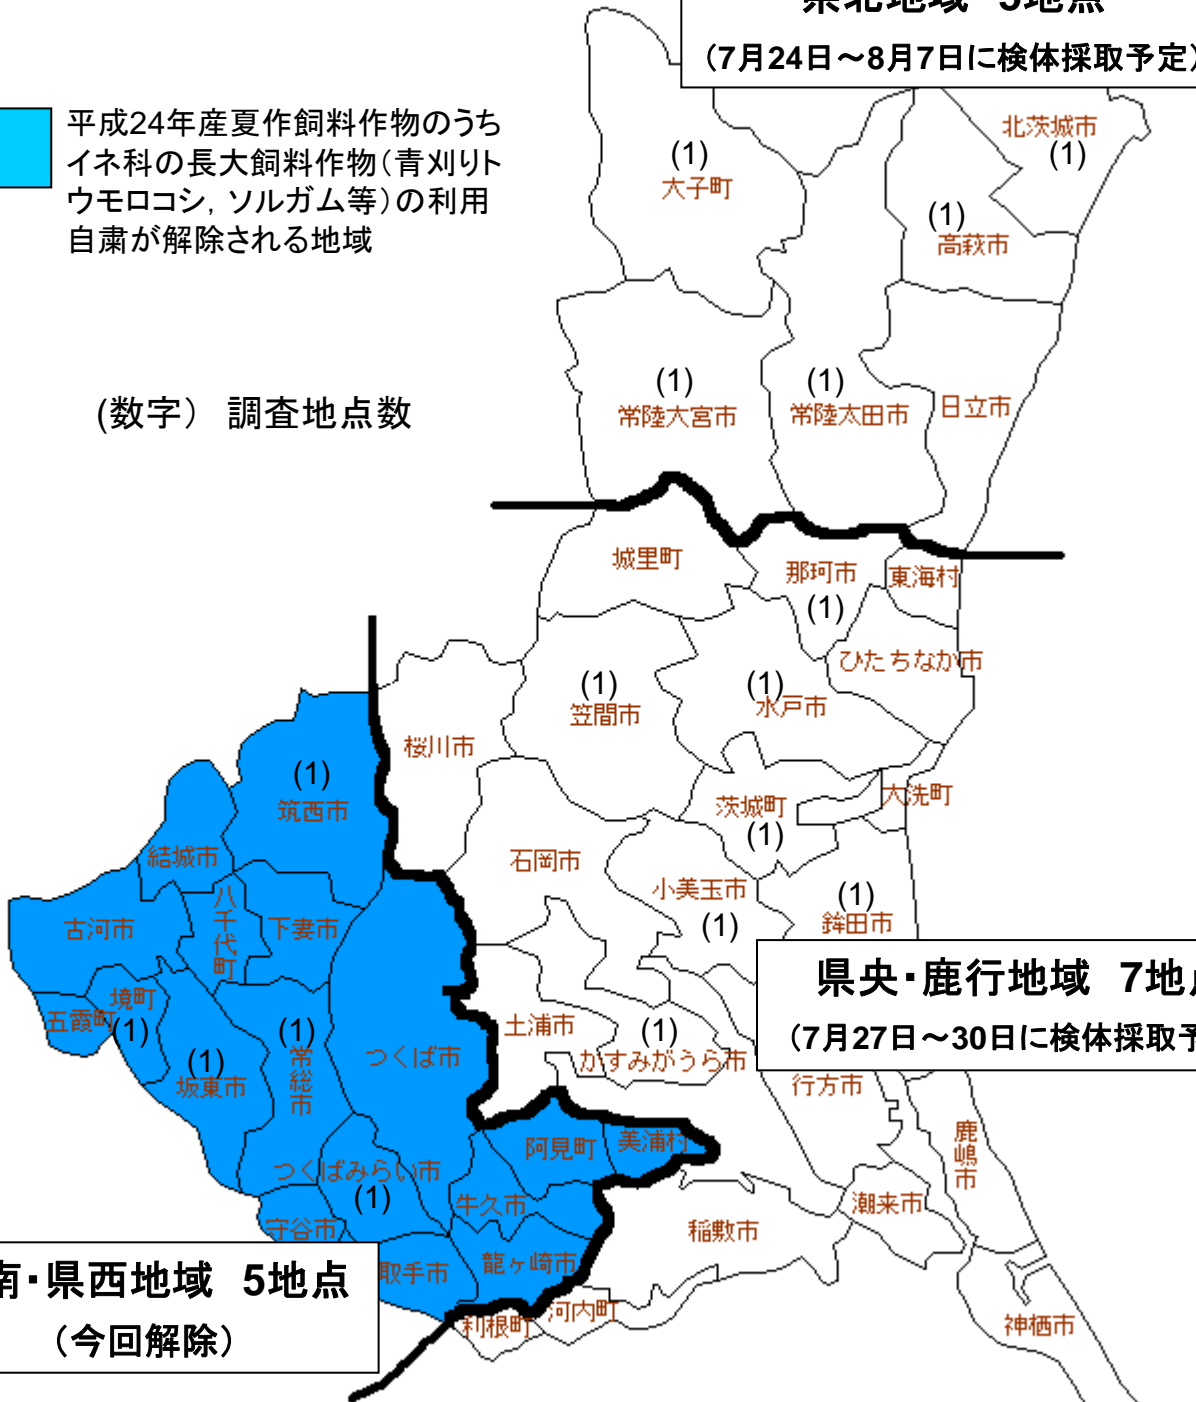 県北地域 5地点
（7月24日～8月7日に検体採取予定）
平成24年産夏作飼料作物のうち
イネ科の長大飼料作物（青刈りト
ウモロコシ，ソルガム等）の利用
自粛が解除される地域
(数字） 調査地点数
北茨城市
(1)
(1)
大子町
(1)
高萩市
(1)
常陸大宮市
(1)
常陸太田市
日立市
城里町
那珂市
(1)
東海村
ひたちなか市
(1)
笠間市
(1)
水戸市
桜川市
(1)
筑西市
茨城町
(1)
大洗町
結城市
石岡市
小美玉市
(1)
(1)
鉾田市
古河市
八千代町
下妻市
県央・鹿行地域 7地
（7月27日～30日に検体採取予
境町
(1)
五霞町
(1)
坂東市
(1)
常総市
つくば市
土浦市
(1)
かすみがうら市
行方市
鹿嶋市
阿見町
美浦村
つくばみらい市
(1)
牛久市
守谷市
稲敷市
潮来市
取手市
龍ヶ崎市
南・県西地域 5地点
（今回解除）
利根町
河内町
神栖市